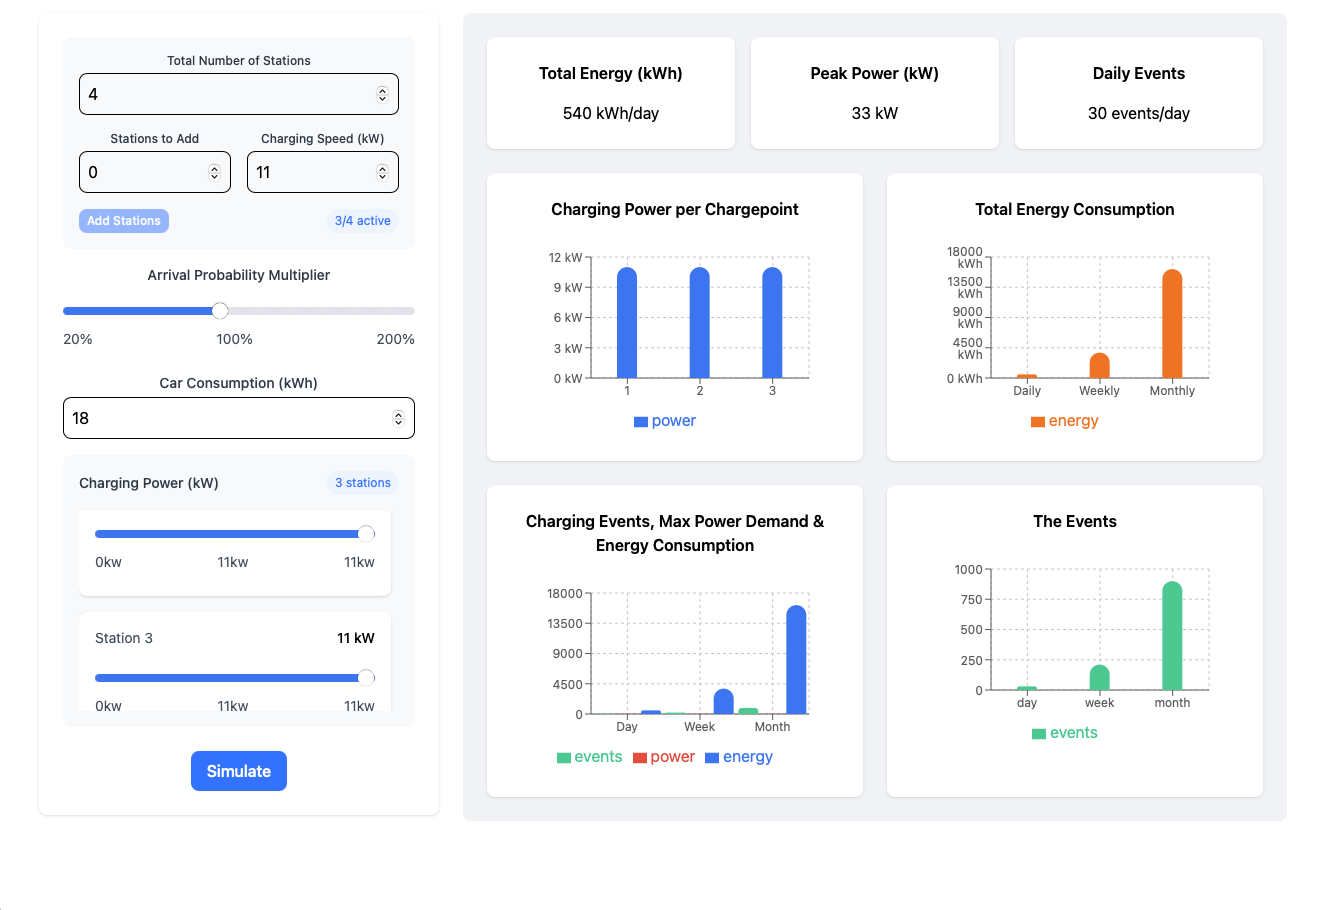 Total Number of Stations
4
Stations to Add
Charging Speed (kW)
0
11
Add Stations
3/4 active
Arrival Probability Multiplier
20%
100%
200%
Car Consumption (kWh)
18
Charging Power (kW)
3 stations
0kw
11kw
11kw
Station 3
11 kW
0kw
11kw
11kw
Simulate
Total Energy (kWh)
540 kWh/day
Peak Power (kW)
33 kW
Daily Events
30 events/day
Charging Power per Chargepoint
12 kW
9 kW
6 kW
3 kW
0 kW
1
2
3
power
Total Energy Consumption
18000
kWh
13500
kWh
9000
kWh
4500
kWh
0 kWh
Daily
Weekly
Monthly
energy
Charging Events, Max Power Demand &
Energy Consumption
18000
13500
9000
4500
0
Day
Week
Month
events
power
energy
The Events
1000
750
500
250
0
day
week
month
events